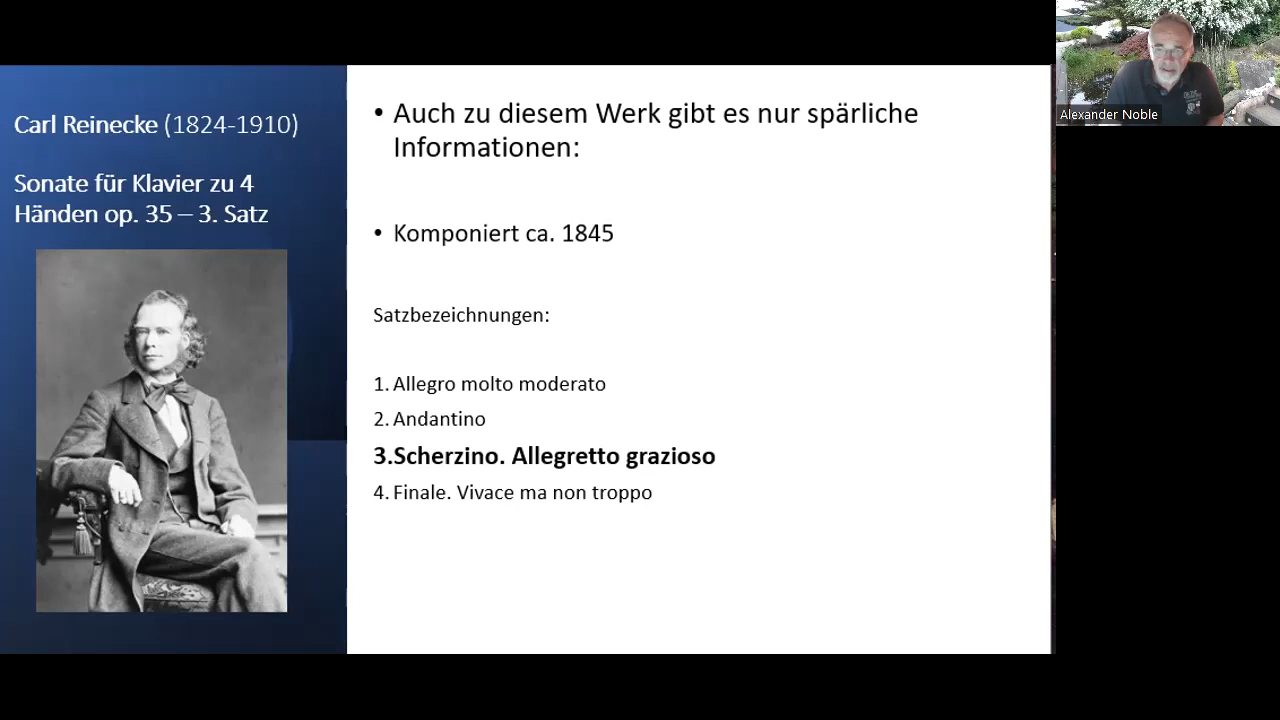 Carl Reinecke (1824-1910)
Sonate für Klavier zu 4
Händen op. 35 – 3. Satz
• Auch zu diesem Werk gibt es nur spärliche
Informationen:
• Komponiert ca. 1845
Satzbezeichnungen:
1. Allegro molto moderato
2. Andantino
3.Scherzino. Allegretto grazioso
4. Finale. Vivace ma non troppo
Alexander Noble